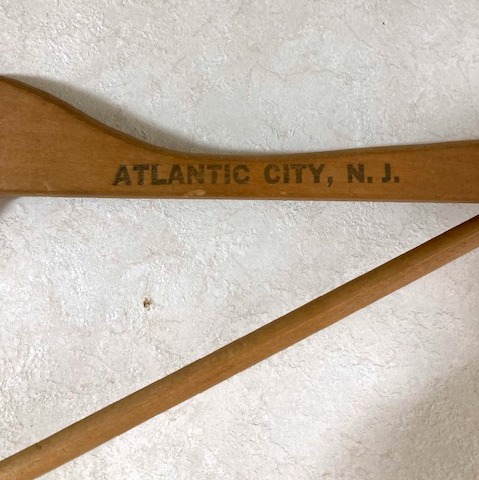 ATLANTIC CITY, N. J.